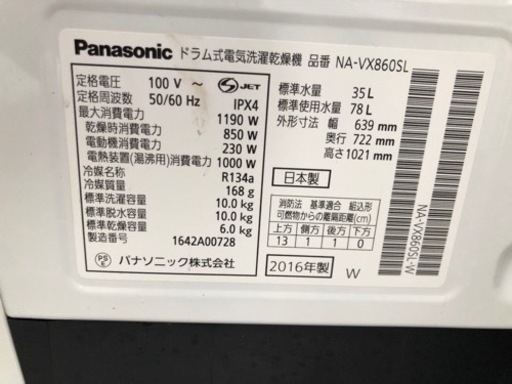 Panasonic ドラム式電気洗濯乾燥機 品番 NA-VX860SL
定格電圧 100 V ~
定格周波数 50/60 Hz
S-JET
IPX4
最大消費電力 1190 W
乾燥時消費電力 850 W
電動機消費電力 230 W
電熱装置(湯沸用)消費電力 1000 W
冷媒名 R134a
冷媒質量 168 g
標準洗濯容量 10.0 kg
標準脱水容量 10.0 kg
標準乾燥容量 6.0 kg
製造番号 1642A00728
PS
E
パナソニック株式会社
標準水量 35 L
標準使用水量 78 L
外形寸法 幅 639 mm
奥行 722 mm
高さ 1021 mm
日本製
消防法 基準適合 組込形
可燃物からの離隔距離(cm)
上方 側方 後方 下方
13 1 1 0
2016年製 W
NA-VX860SL-W